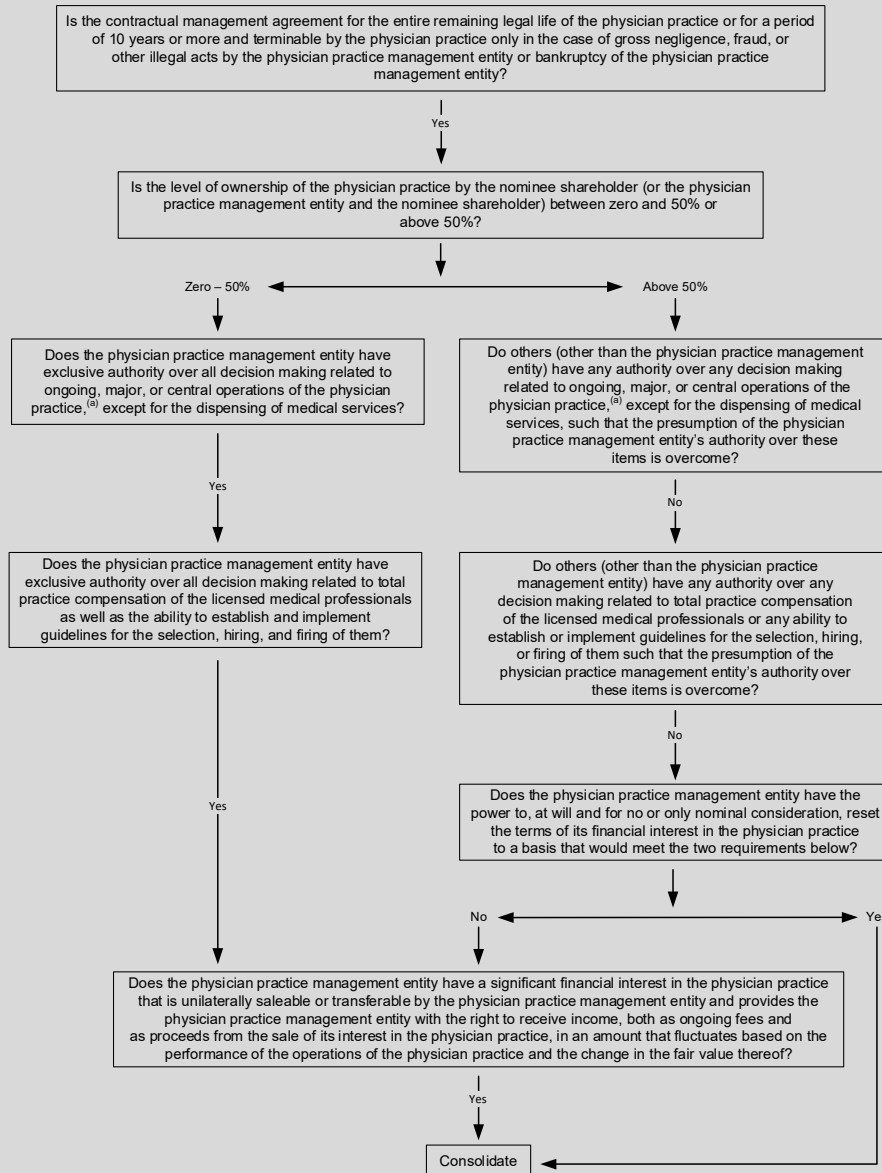 Is the contractual management agreement for the entire remaining legal life of the physician practice or for a period
of 10 years or more and terminable by the physician practice only in the case of gross negligence, fraud, or
other illegal acts by the physician practice management entity or bankruptcy of the physician practice
management entity?
Yes
Is the level of ownership of the physician practice by the nominee shareholder (or the physician
practice management entity and the nominee shareholder) between zero and 50% or
above 50%?
Zero – 50%
Above 50%
Does the physician practice management entity have
exclusive authority over all decision making related to
ongoing, major, or central operations of the physician
practice,(a) except for the dispensing of medical services?
Do others (other than the physician practice management
entity) have any authority over any decision making
related to ongoing, major, or central operations of the
physician practice,(a) except for the dispensing of medical
services, such that the presumption of the physician
practice management entity's authority over these
items is overcome?
Yes
No
Does the physician practice management entity have
exclusive authority over all decision making related to total
practice compensation of the licensed medical professionals
as well as the ability to establish and implement
guidelines for the selection, hiring, and firing of them?
Do others (other than the physician practice
management entity) have any authority over any
decision making related to total practice compensation
of the licensed medical professionals or any ability to
establish or implement guidelines for the selection, hiring,
or firing of them such that the presumption of the
physician practice management entity's authority over
these items is overcome?
No
Yes
Does the physician practice management entity have the
power to, at will and for no or only nominal consideration, reset
the terms of its financial interest in the physician practice
to a basis that would meet the two requirements below?
No
Ye
Does the physician practice management entity have a significant financial interest in the physician practice
that is unilaterally saleable or transferable by the physician practice management entity and provides the
physician practice management entity with the right to receive income, both as ongoing fees and
as proceeds from the sale of its interest in the physician practice, in an amount that fluctuates based on the
performance of the operations of the physician practice and the change in the fair value thereof?
Yes
Consolidate